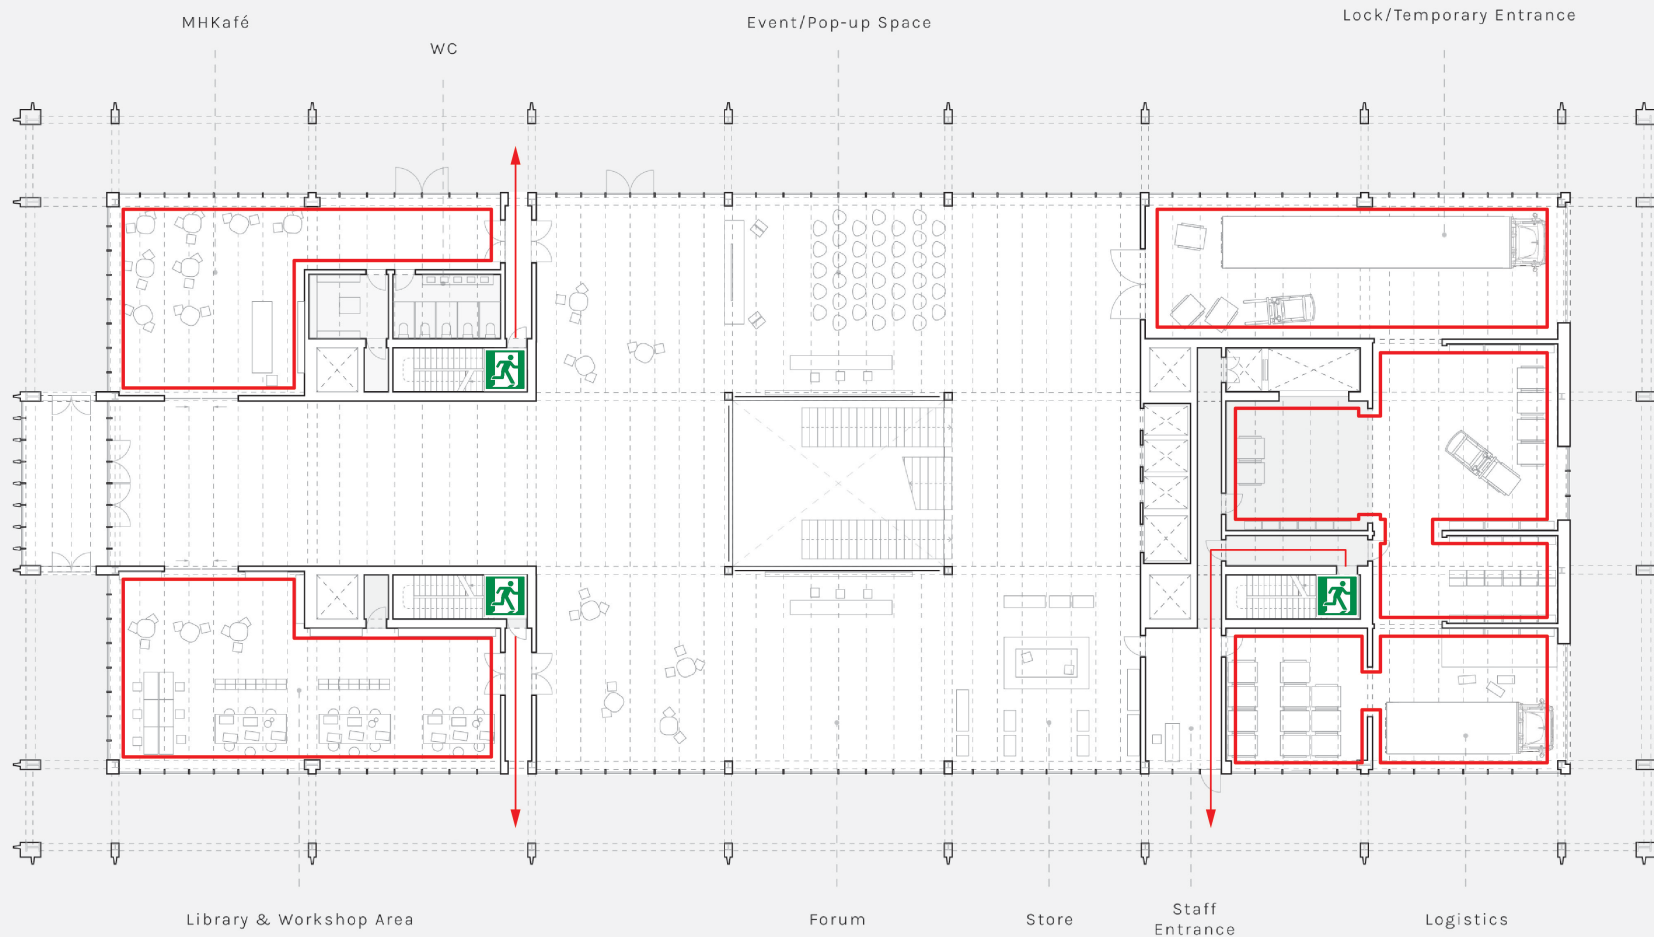 MHKafé
WC
Event/Pop-up Space
Lock/Temporary Entrance
Library & Workshop Area
Forum
Store
Staff
Entrance
Logistics